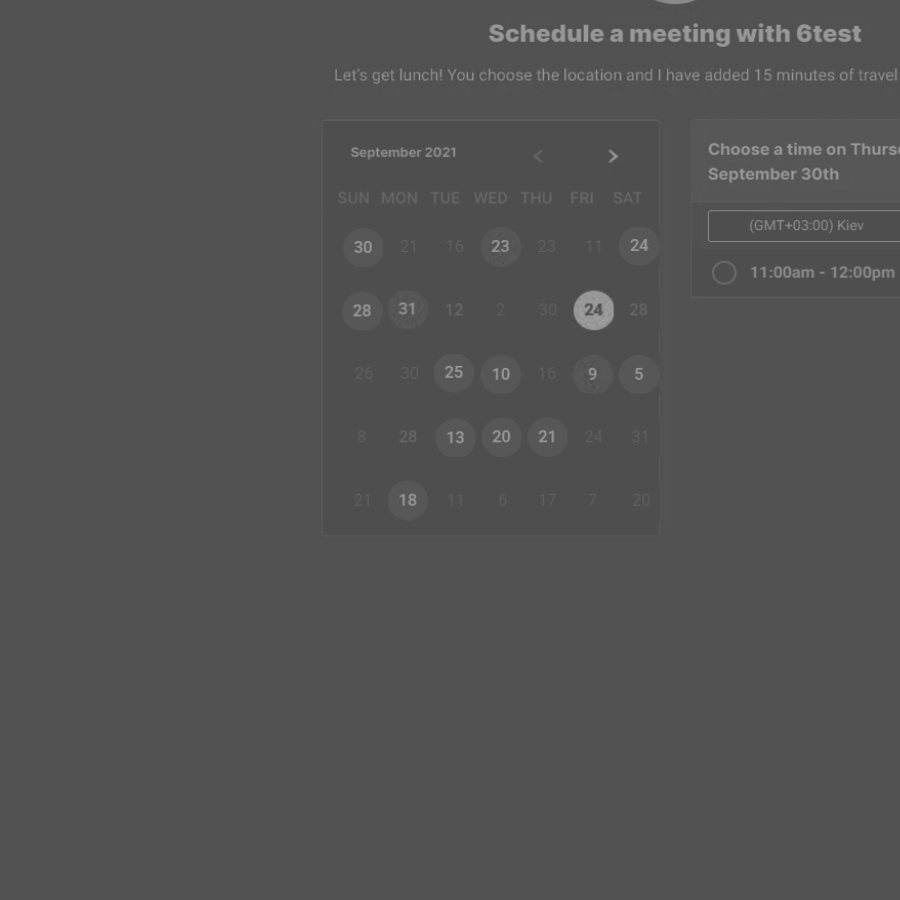 Schedule a meeting with 6test
Let's get lunch! You choose the location and I have added 15 minutes of travel
September 2021
SUN MON TUE WED THU FRI SAT
30 21 16 23 23 11 24
28 31 12 2 30 24 28
26 30 25 10 16 9 5
8 28 13 20 21 24 31
21 18 11 6 17 7 20
Choose a time on Thurs
September 30th
(GMT+03:00) Kiev
11:00am - 12:00pm